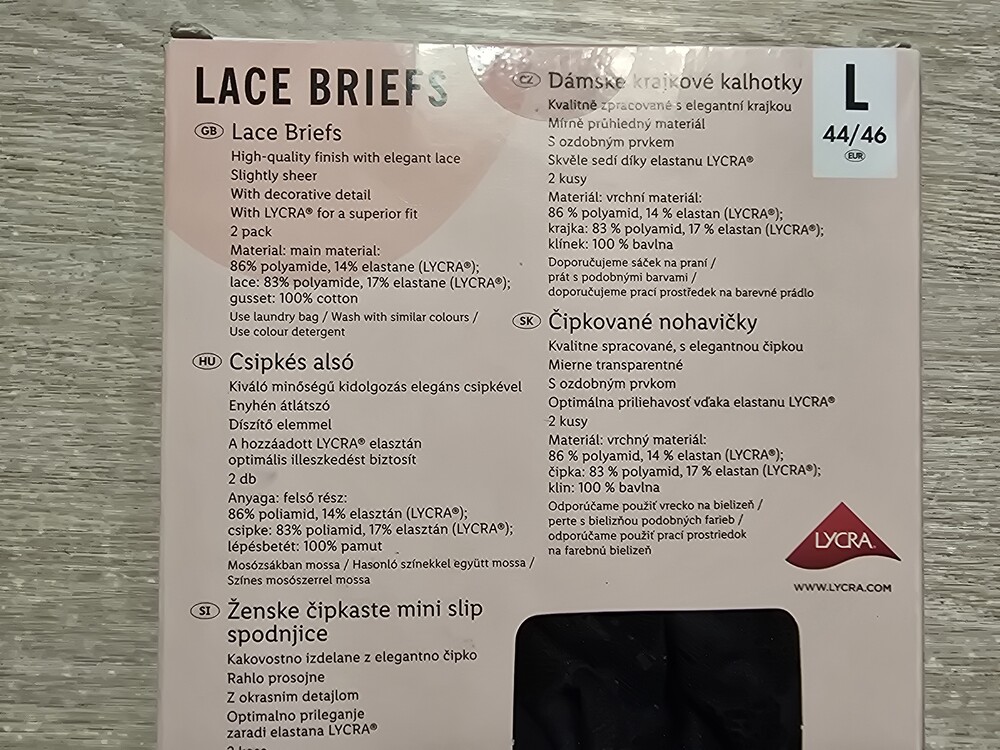 LACE BRIEFS
GB Lace Briefs
High-quality finish with elegant lace
Slightly sheer
With decorative detail
With LYCRA® for a superior fit
2 pack
Material: main material:
86% polyamide, 14% elastane (LYCRA®);
lace: 83% polyamide, 17% elastane (LYCRA®);
gusset: 100% cotton
Use laundry bag / Wash with similar colours /
Use colour detergent
HU Csipkés alsó
Kiváló minőségű kidolgozás elegáns csipkével
Enyhén átlátszó
Díszítő elemmel
A hozzáadott LYCRA® elasztán
optimális illeszkedést biztosít
2 db
Anyaga: felső rész:
86% poliamid, 14% elasztán (LYCRA®);
csipke: 83% poliamid, 17% elasztán (LYCRA®);
lépésbetét: 100% pamut
Mosózsákban mossa / Hasonló színekkel együtt mossa /
Színes mosószerrel mossa
SI Ženske čipkaste mini slip
spodnjice
Kakovostno izdelane z elegantno čipko
Rahlo prosojne
Z okrasnim detajlom
Optimalno prileganje
zaradi elastana LYCRA®
CZ Dámske krajkové kalhotky
Kvalitně zpracované s elegantní krajkou
Mírně průhledný materiál
S ozdobným prvkem
Skvěle sedí díky elastanu LYCRA®
2 kusy
Materiál: vrchní materiál:
86 % polyamid, 14 % elastan (LYCRA®);
krajka: 83 % polyamid, 17 % elastan (LYCRA®);
klínek: 100 % bavlna
Doporučujeme sáček na praní /
prát s podobnými barvami /
doporučujeme prací prostředek na barevné prádlo
SK Čipkované nohavičky
Kvalitne spracované, s elegantnou čipkou
Mierne transparentné
S ozdobným prvkom
Optimálna priliehavosť vďaka elastanu LYCRA®
2 kusy
Materiál: vrchný materiál:
86 % polyamid, 14 % elastan (LYCRA®);
čipka: 83 % polyamid, 17 % elastan (LYCRA®);
klin: 100 % bavlna
Odporúčame použiť vrecko na bielizeň /
perte s bielizňou podobných farieb /
odporúčame použiť prací prostriedok
na farebnú bielizeň
L
44/46
EUR
LYCRA®
WWW.LYCRA.COM